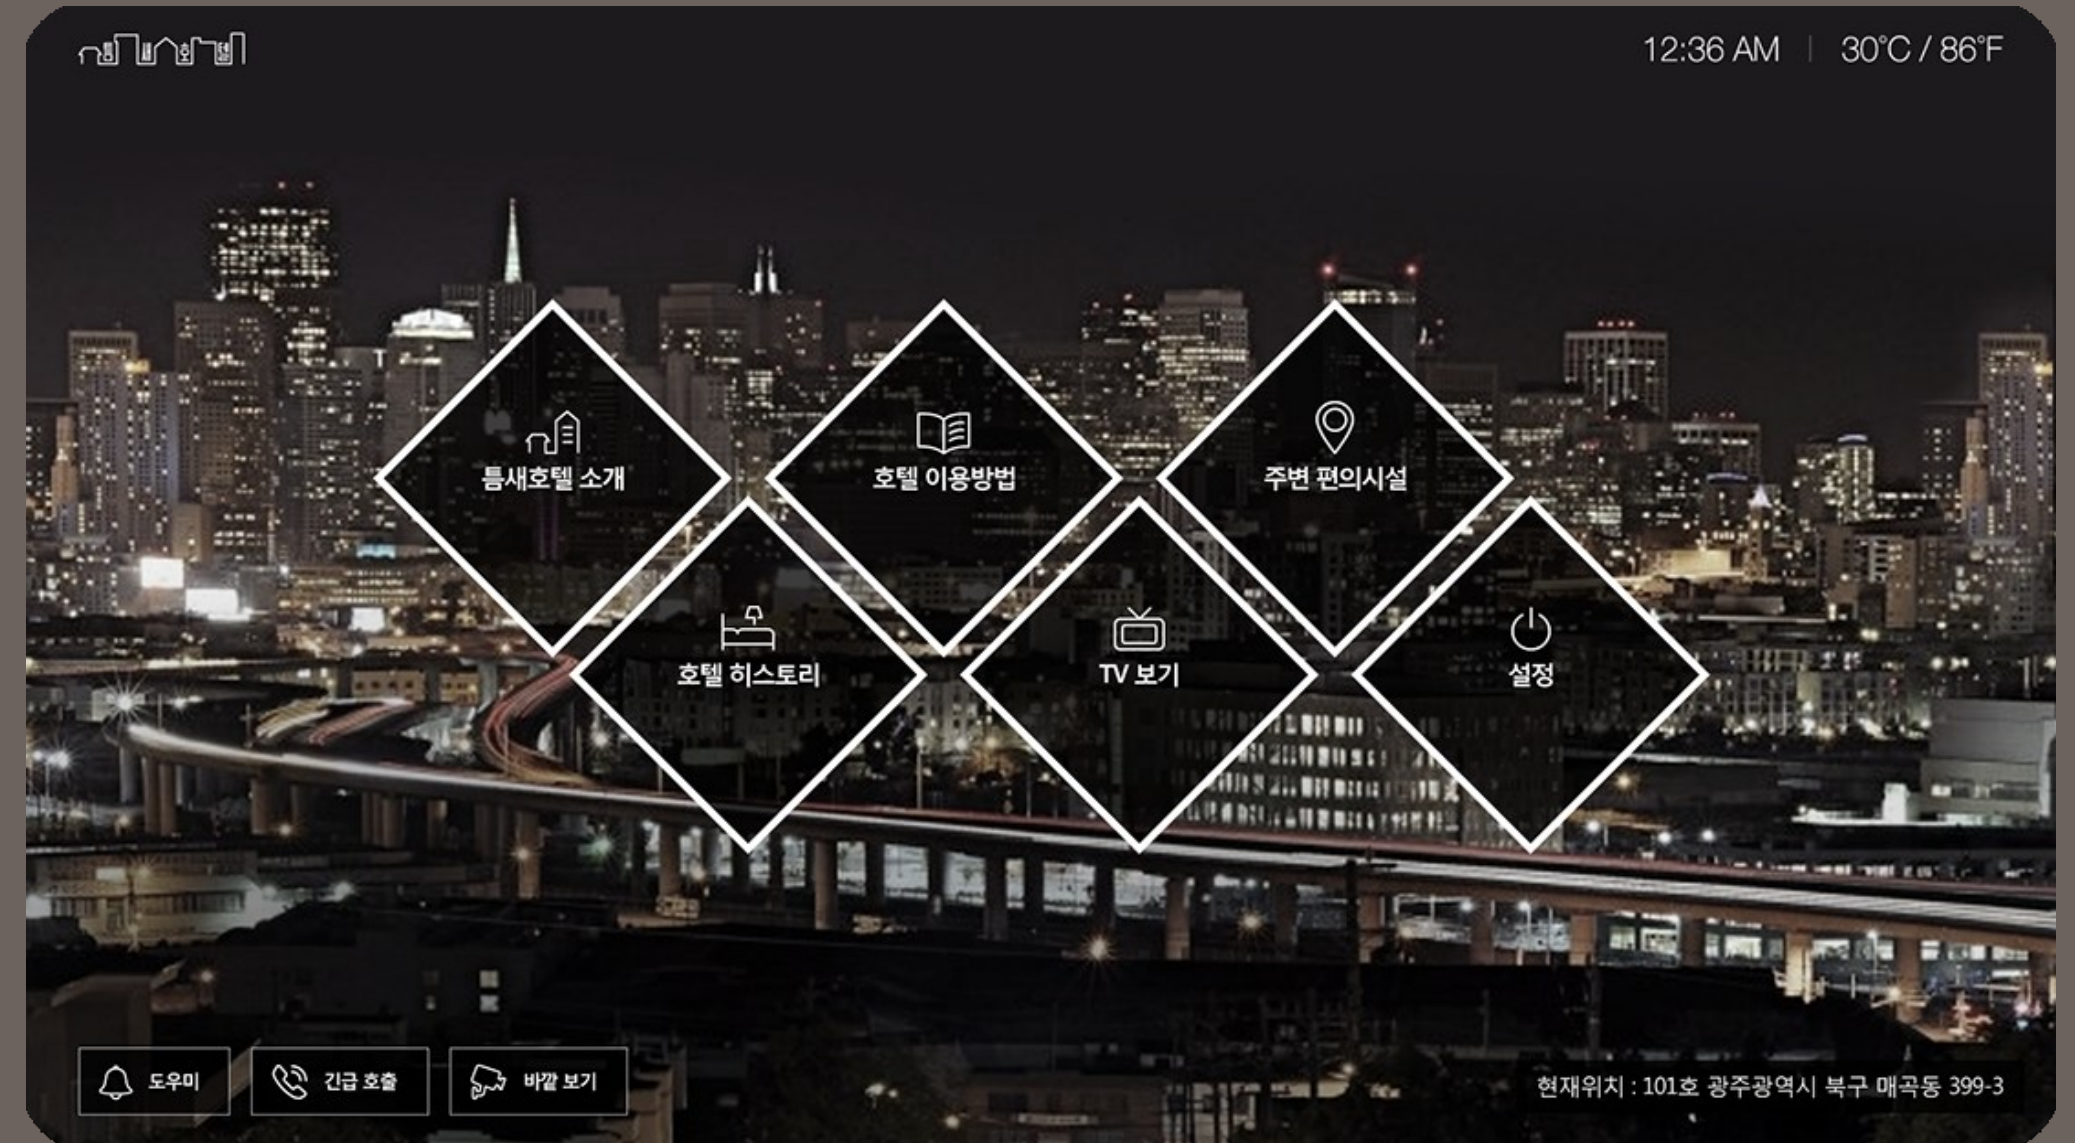 틈새호텔
12:36 AM | 30°C / 86°F
틈새호텔 소개
호텔 이용방법
주변 편의시설
호텔 히스토리
TV 보기
설정
도우미
긴급 호출
바깥 보기
현재위치 : 101호 광주광역시 북구 매곡동 399-3